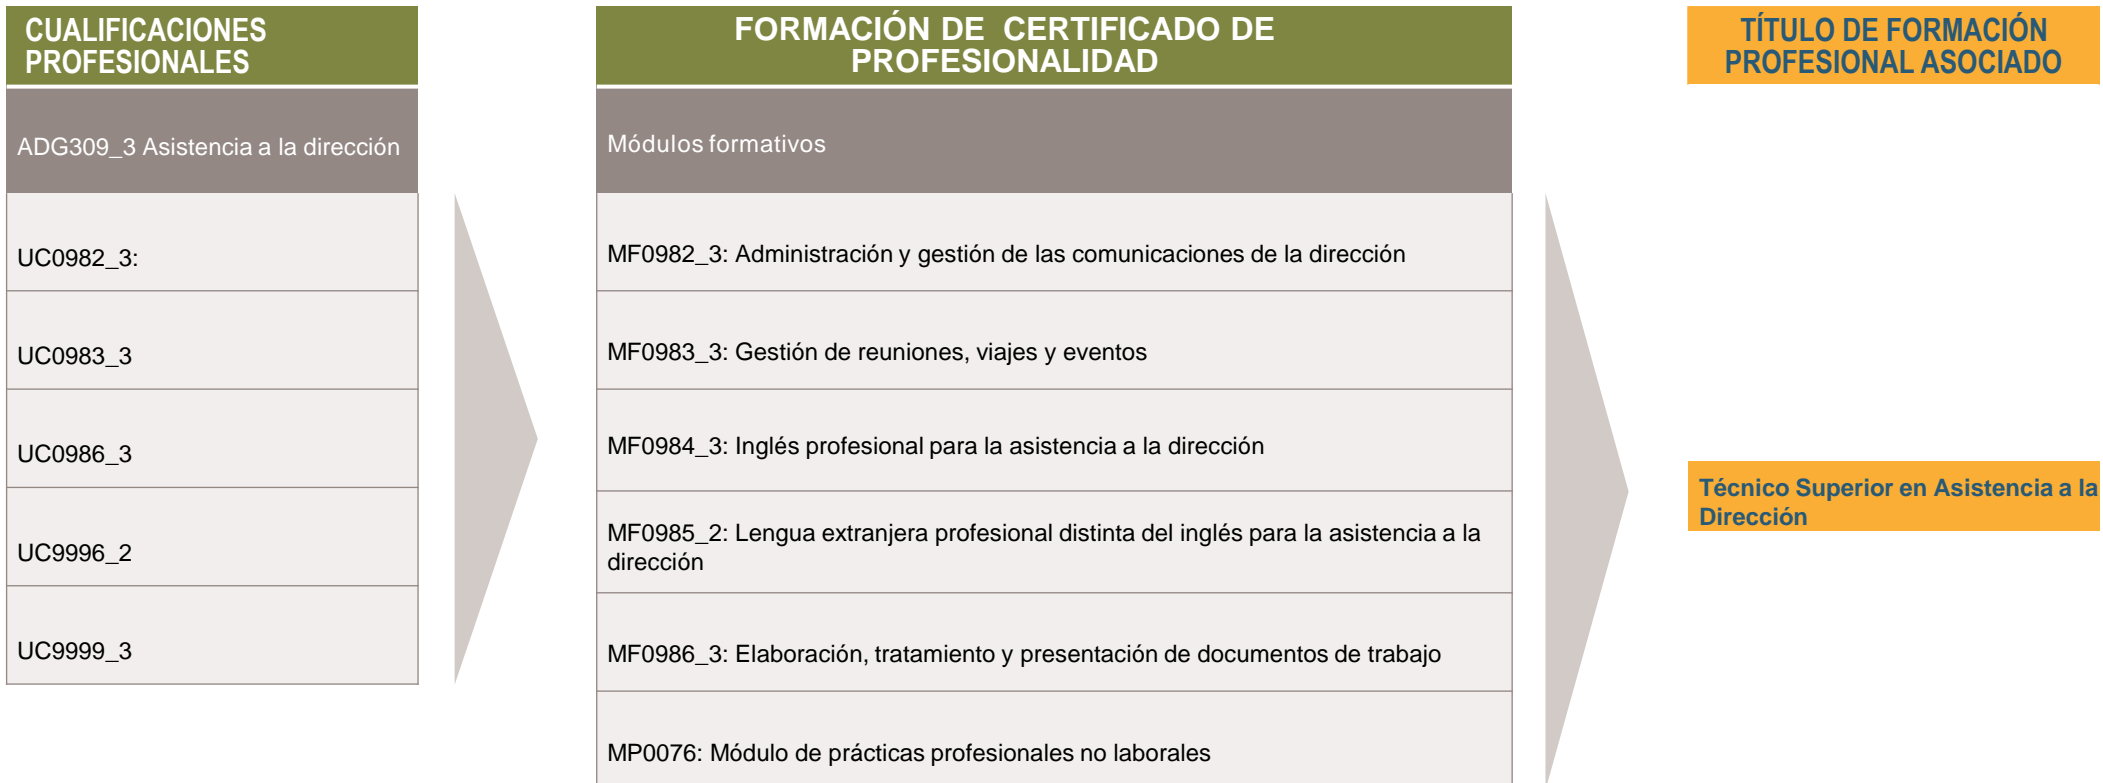 CUALIFICACIONES
PROFESIONALES
ADG309_3 Asistencia a la dirección
UC0982_3:
UC0983_3
UC0986_3
UC9996_2
UC9999_3
FORMACIÓN DE CERTIFICADO DE
PROFESIONALIDAD
Módulos formativos
MF0982_3: Administración y gestión de las comunicaciones de la dirección
MF0983_3: Gestión de reuniones, viajes y eventos
MF0984_3: Inglés profesional para la asistencia a la dirección
MF0985_2: Lengua extranjera profesional distinta del inglés para la asistencia a la
dirección
MF0986_3: Elaboración, tratamiento y presentación de documentos de trabajo
MP0076: Módulo de prácticas profesionales no laborales
TÍTULO DE FORMACIÓN
PROFESIONAL ASOCIADO
Técnico Superior en Asistencia a la
Dirección